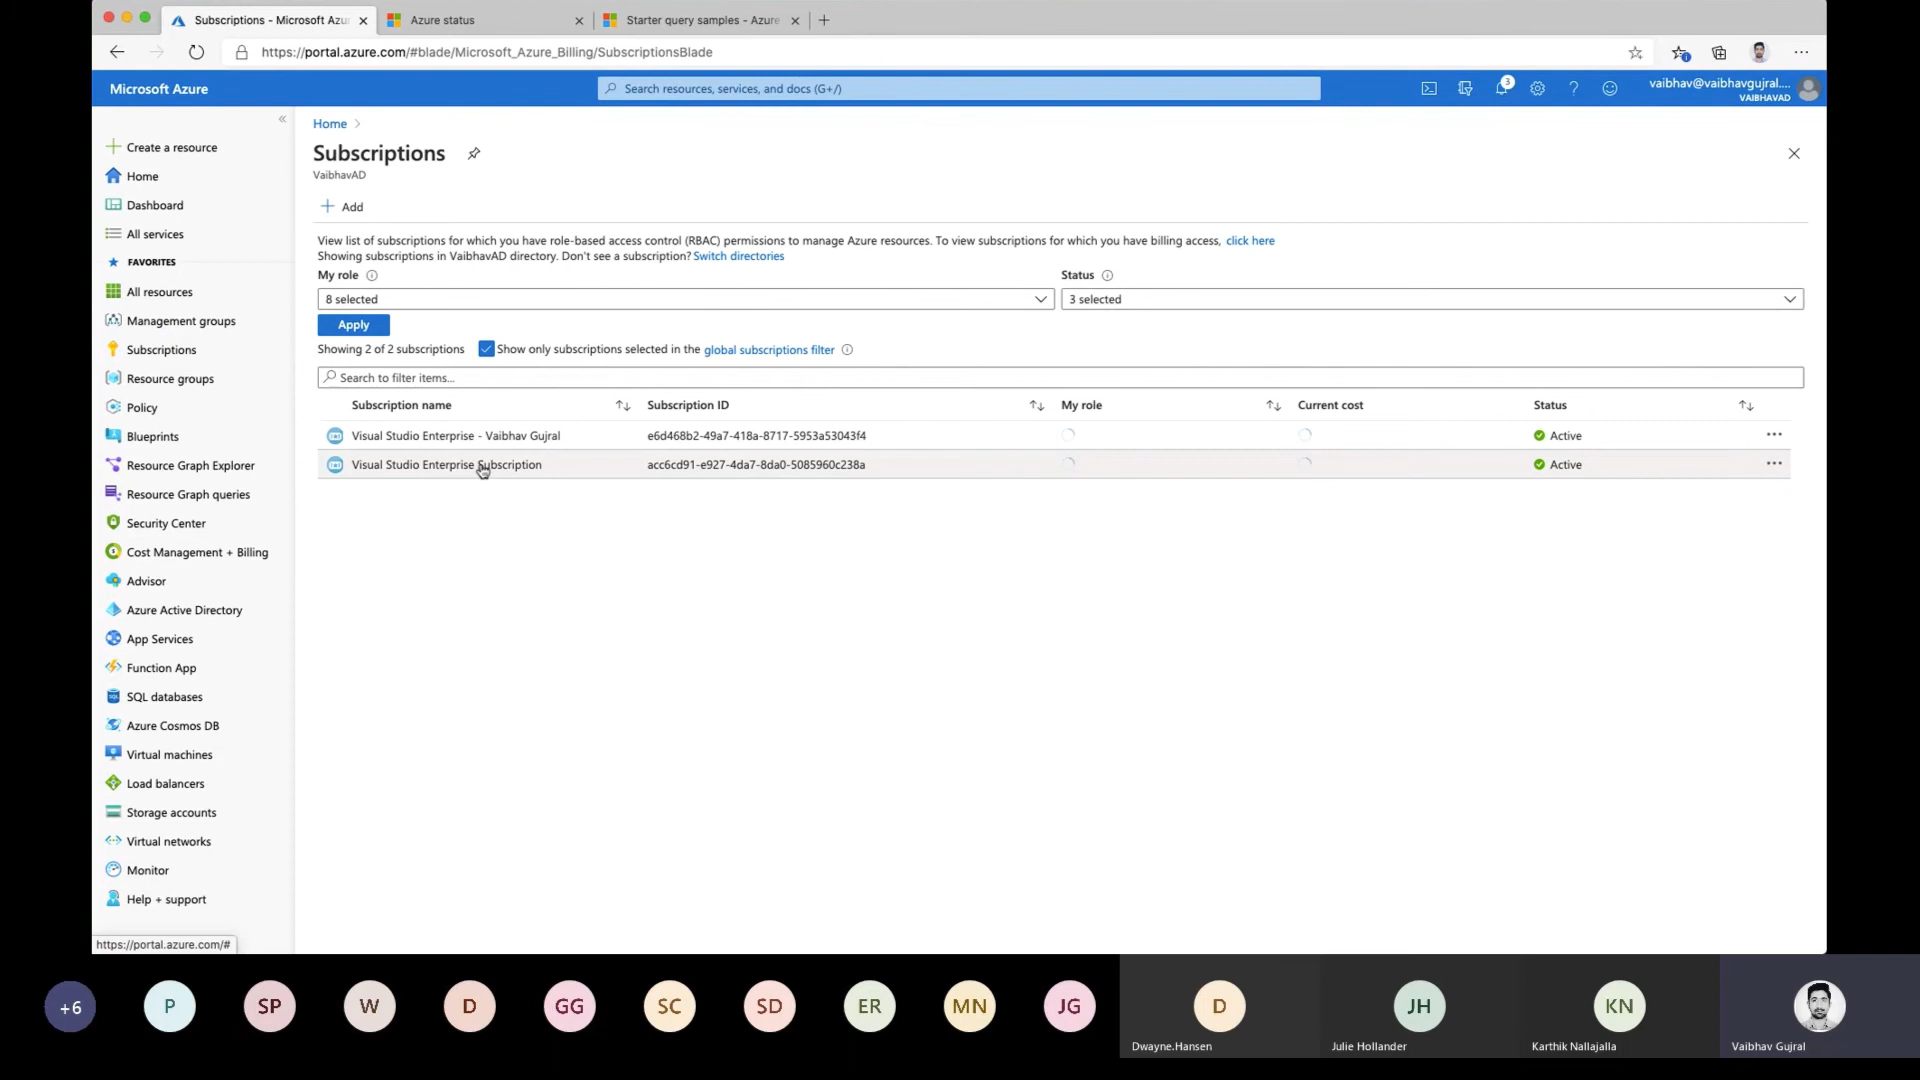 Subscriptions - Microsoft Azu
Azure status
Starter query samples - Azure
https://portal.azure.com/#blade/Microsoft_Azure_Billing/SubscriptionsBlade
Microsoft Azure
Search resources, services, and docs (G+/)
3
vaibhav@vaibhavgujral....
VAIBHAVAD
Create a resource
Home
Dashboard
All services
FAVORITES
All resources
Management groups
Subscriptions
Resource groups
Policy
Blueprints
Resource Graph Explorer
Resource Graph queries
Security Center
Cost Management + Billing
Advisor
Azure Active Directory
App Services
Function App
SQL databases
Azure Cosmos DB
Virtual machines
Load balancers
Storage accounts
Virtual networks
Monitor
Help + support
https://portal.azure.com/#
Home
Subscriptions
VaibhavAD
Add
View list of subscriptions for which you have role-based access control (RBAC) permissions to manage Azure resources. To view subscriptions for which you have billing access, click here
Showing subscriptions in VaibhavAD directory. Don't see a subscription? Switch directories
My role
Status
8 selected
3 selected
Apply
Showing 2 of 2 subscriptions Show only subscriptions selected in the global subscriptions filter
Search to filter items...
Subscription name Subscription ID My role Current cost Status
Visual Studio Enterprise - Vaibhav Gujral e6d468b2-49a7-418a-8717-5953a53043f4 Active
Visual Studio Enterprise Subscription acc6cd91-e927-4da7-8da0-5085960c238a Active
+6 P SP W D GG SC SD ER MN JG D JH KN
Dwayne.Hansen Julie Hollander Karthik Nallajalla Vaibhav Gujral